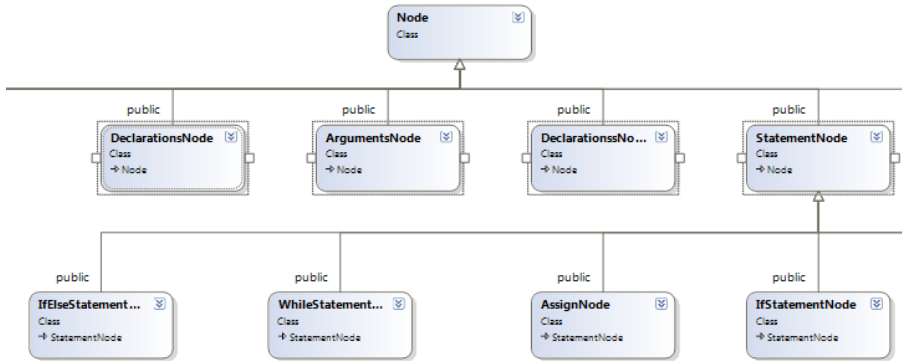 Node
Class
public public public public
DeclarationsNode ArgumentsNode DeclarationssNo... StatementNode
Class Class Class Class
Node Node Node Node
public public public public
IfElseStatement... WhileStatement... AssignNode IfStatementNode
Class Class Class Class
StatementNode StatementNode StatementNode StatementNode